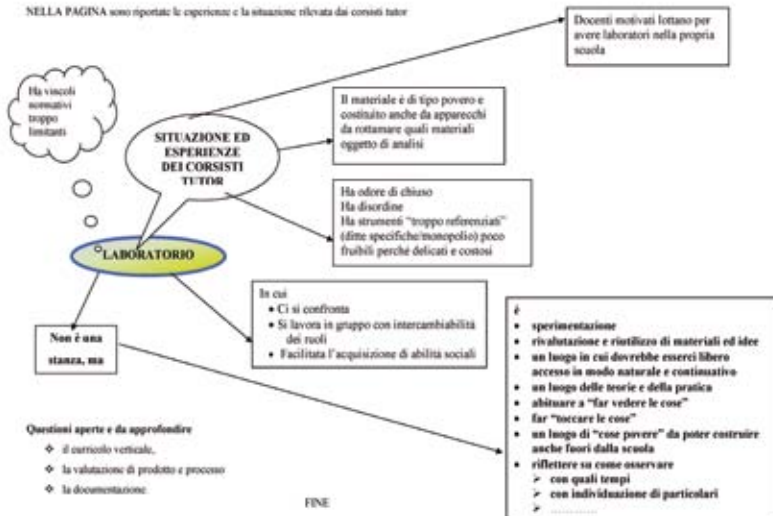 NELLA PAGINA sono riportate le esperienze e la situazione rilevata dai corsisti tutor
Docenti motivati lottano per
avere laboratori nella propria
scuola
Ha vincoli
normativi
troppo
limitanti
SITUAZIONE ED
ESPERIENZE
DEI CORSISTI
TUTOR
Il materiale è di tipo povero e
costituito anche da apparecchi
da rottamare quali materiali
oggetto di analisi
Ha odore di chiuso
Ha disordine
Ha strumenti "troppo referenziati"
(ditte specifiche/monopolio) poco
fruibili perché delicati e costosi
LABORATORIO
In cui
• Ci si confronta
• Si lavora in gruppo con intercambiabilità
dei ruoli
• Facilitata l'acquisizione di abilità sociali
Non è una
stanza, ma
è
• sperimentazione
• rivalutazione e riutilizzo di materiali ed idee
• un luogo in cui dovrebbe esserci libero
accesso in modo naturale e continuativo
• un luogo delle teorie e della pratica
• abituare a "far vedere le cose"
• far "toccare le cose"
• un luogo di "cose povere" da poter costruire
anche fuori dalla scuola
• riflettere su come osservare
➢ con quali tempi
➢ con individuazione di particolari
➢ …………
Questioni aperte e da approfondire
❖ il curricolo verticale,
❖ la valutazione di prodotto e processo
❖ la documentazione
FINE